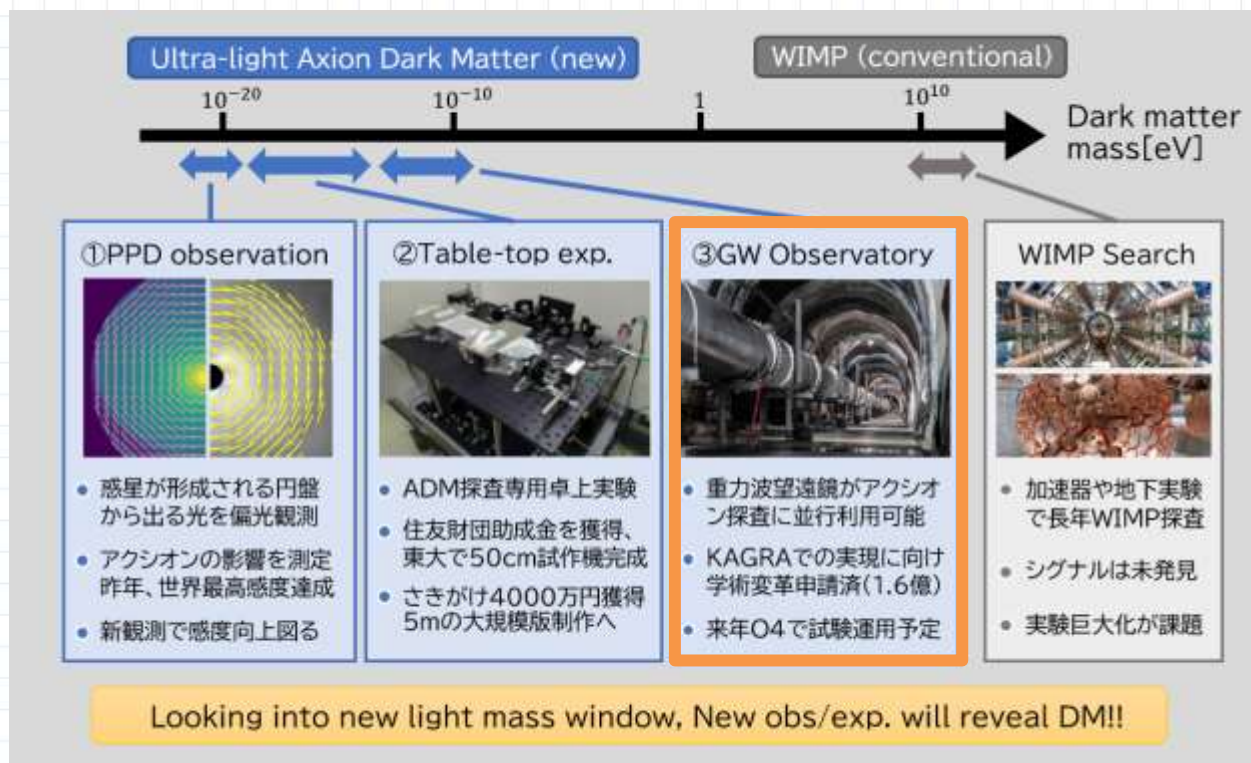 Ultra-light Axion Dark Matter (new)
WIMP (conventional)
10⁻²⁰
10⁻¹⁰
1
10¹⁰
Dark matter
mass[eV]
①PPD observation
惑星が形成される円盤
から出る光を偏光観測
アクシオンの影響を測定
昨年、世界最高感度達成
新観測で感度向上図る
②Table-top exp.
ADM探査専用卓上実験
住友財団助成金を獲得、
東大で50cm試作機完成
さきがけ4000万円獲得
5mの大規模版制作へ
③GW Observatory
重力波望遠鏡がアクシオ
ン探査に並行利用可能
KAGRAでの実現に向け
学術変革申請済(1.6億)
来年O4で試験運用予定
WIMP Search
加速器や地下実験
で長年WIMP探査
シグナルは未発見
実験巨大化が課題
Looking into new light mass window, New obs/exp. will reveal DM!!